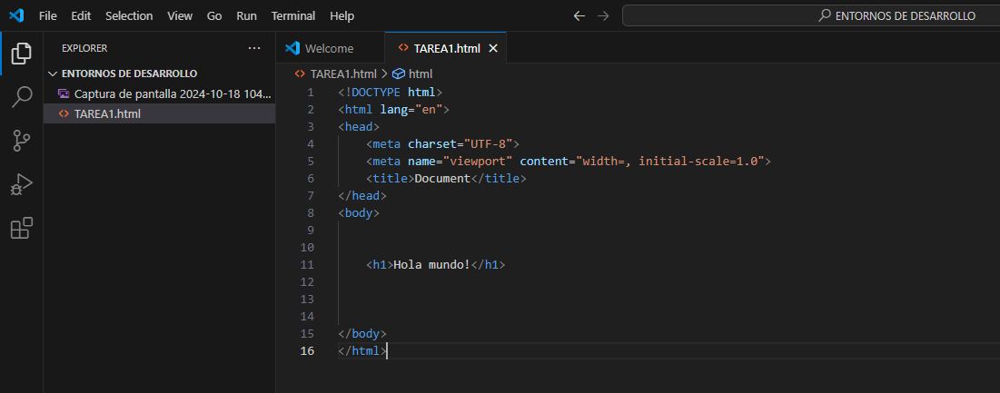 File Edit Selection View Go Run Terminal Help
ENTORNOS DE DESARROLLO
EXPLORER ...
ENTORNOS DE DESARROLLO
Captura de pantalla 2024-10-18 104...
TAREA1.html
Welcome TAREA1.html
TAREA1.html > html
1 <!DOCTYPE html>
2 <html lang="en">
3 <head>
4 <meta charset="UTF-8">
5 <meta name="viewport" content="width=, initial-scale=1.0">
6 <title>Document</title>
7 </head>
8 <body>
9
10
11 <h1>Hola mundo!</h1>
12
13
14
15 </body>
16 </html>